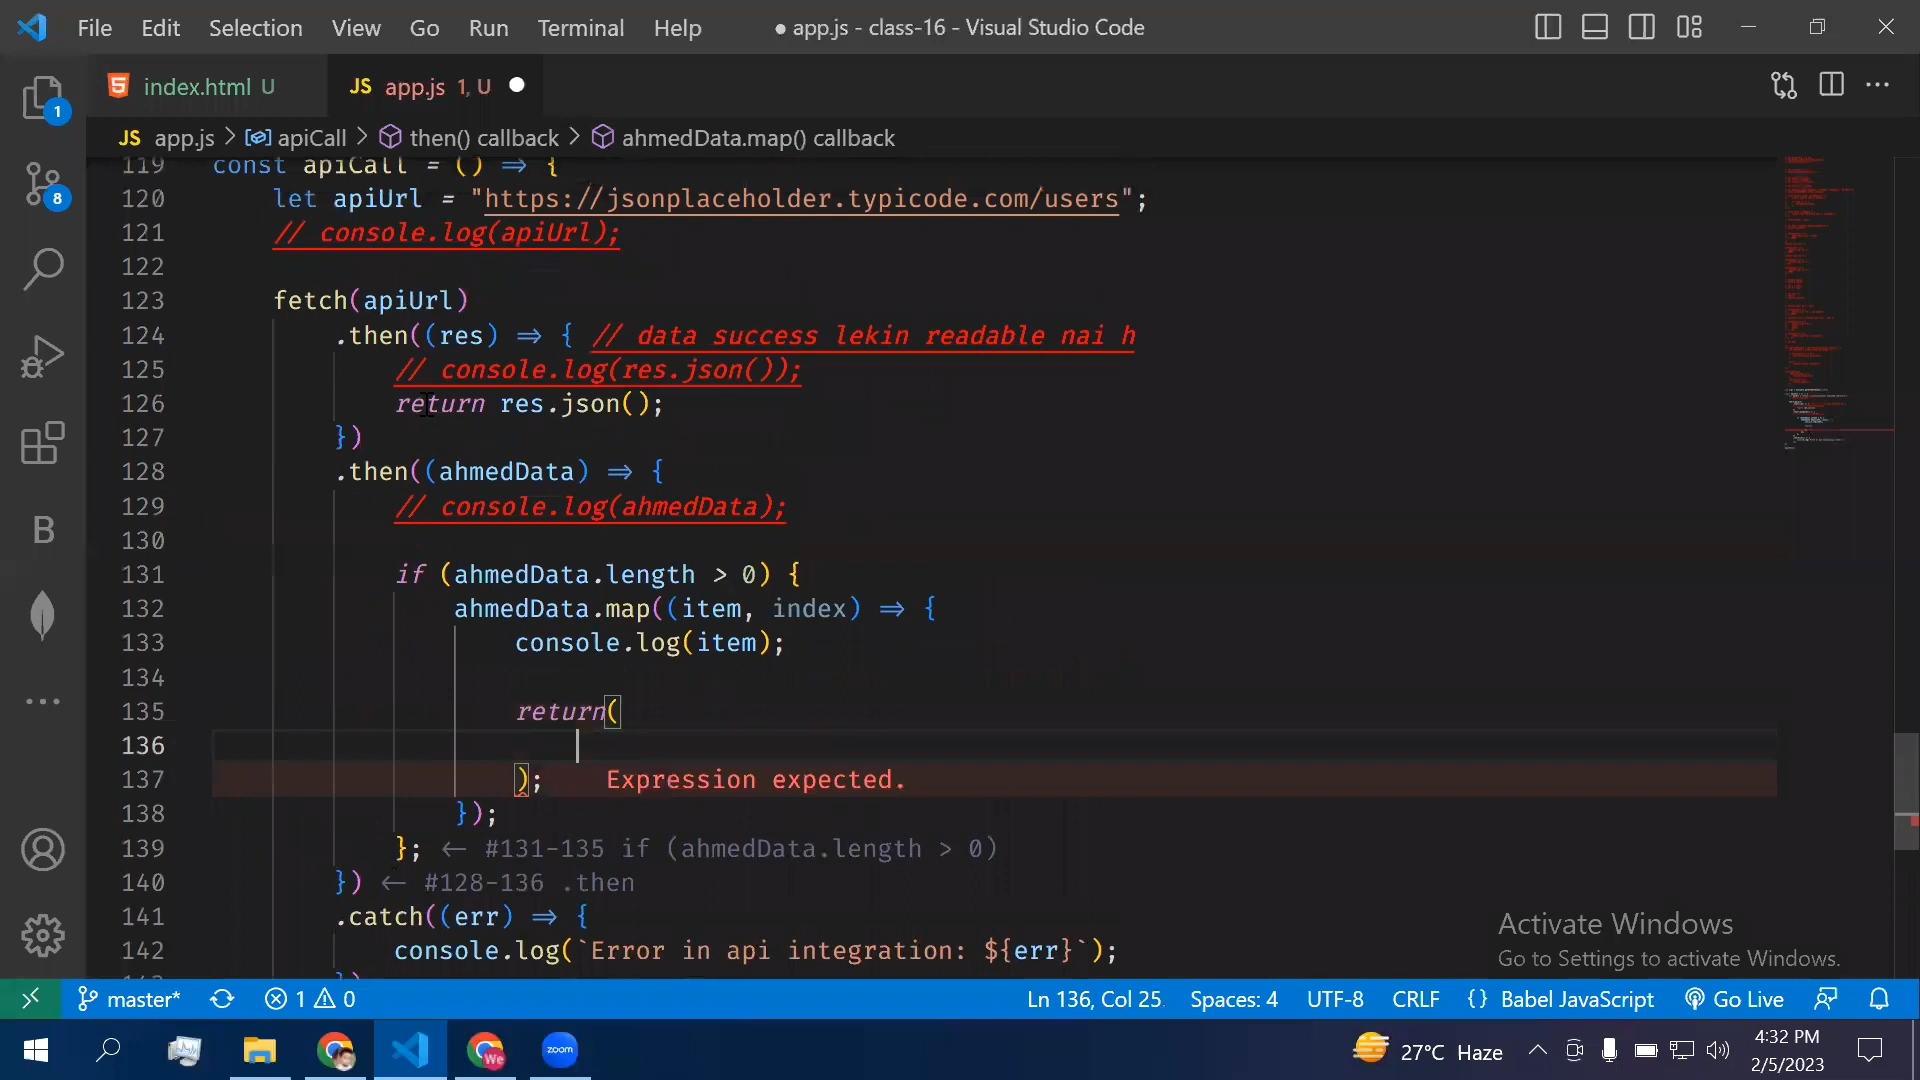 File Edit Selection View Go Run Terminal Help ● app.js - class-16 - Visual Studio Code
index.html U JS app.js 1, U
JS app.js > apiCall > then() callback > ahmedData.map() callback
119 const apiCall = () => {
120 let apiUrl = "https://jsonplaceholder.typicode.com/users";
121 // console.log(apiUrl);
122
123 fetch(apiUrl)
124 .then((res) => { // data success lekin readable nai h
125 // console.log(res.json());
126 return res.json();
127 })
128 .then((ahmedData) => {
129 // console.log(ahmedData);
130
131 if (ahmedData.length > 0) {
132 ahmedData.map((item, index) => {
133 console.log(item);
134
135 return(
136
137 ); Expression expected.
138 });
139 }; <- #131-135 if (ahmedData.length > 0)
140 }) <- #128-136 .then
141 .catch((err) => {
142 console.log(`Error in api integration: ${err}`);
1
8
B
Activate Windows
Go to Settings to activate Windows.
master* 1 0 Ln 136, Col 25 Spaces: 4 UTF-8 CRLF {} Babel JavaScript Go Live
We zoom 27°C Haze 4:32 PM
2/5/2023